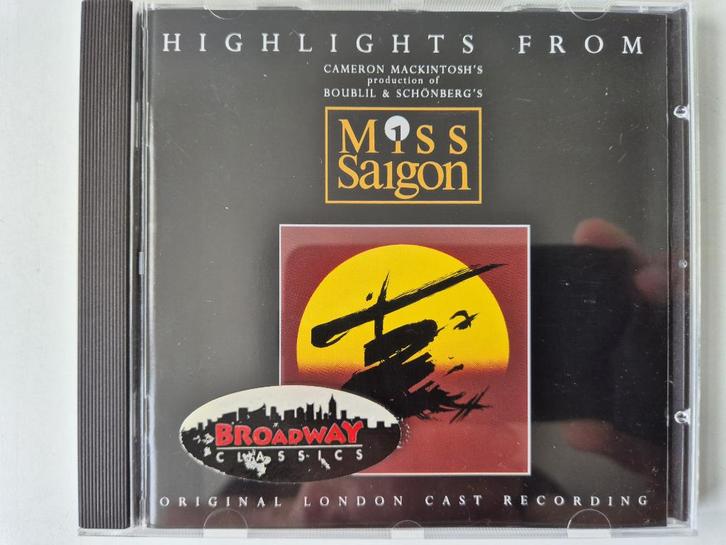 HIGHLIGHTS FROM
CAMERON MACKINTOSH'S
production of
BOUBLIL & SCHÖNBERG'S
Miss
Saigon
BROADWAY
CLASSICS
ORIGINAL LONDON CAST RECORDING